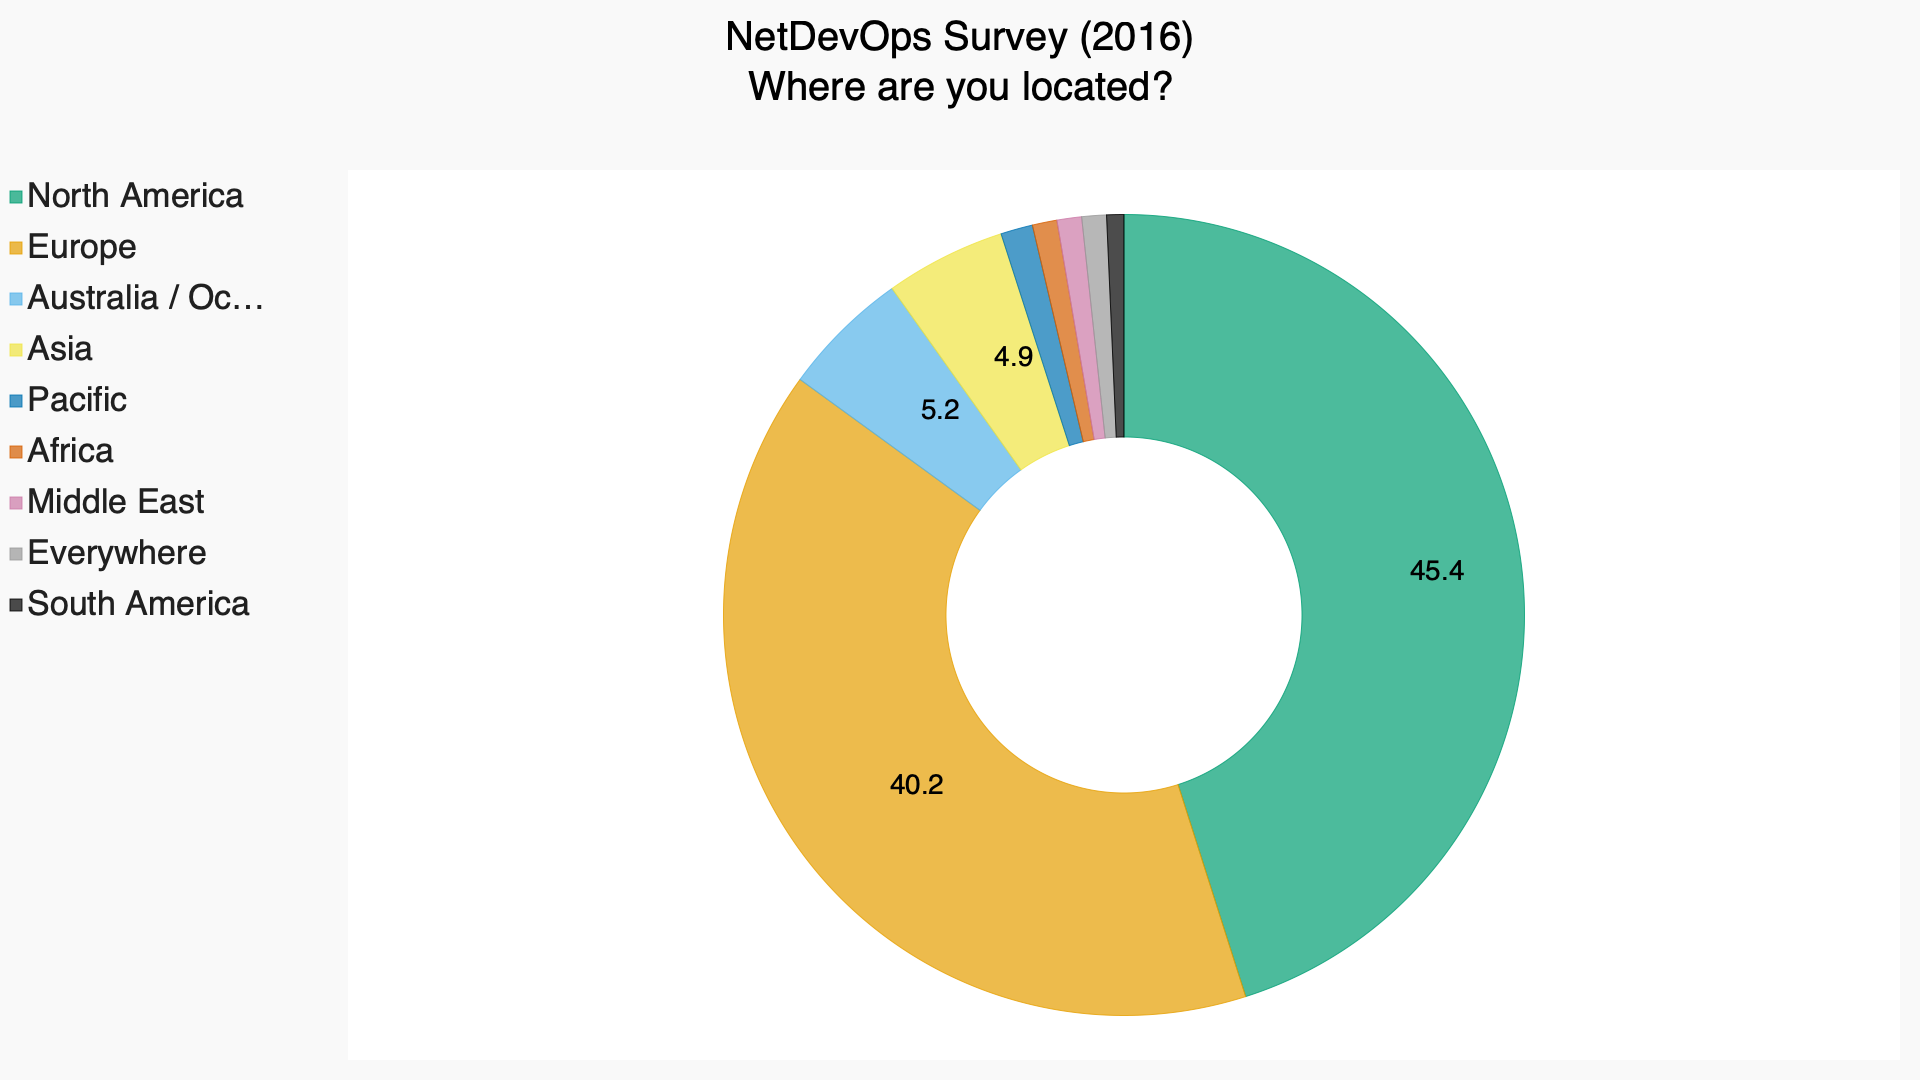 NetDevOps Survey (2016)
Where are you located?
North America
Europe
Australia / Oc…
Asia
Pacific
Africa
Middle East
Everywhere
South America
4.9
5.2
45.4
40.2